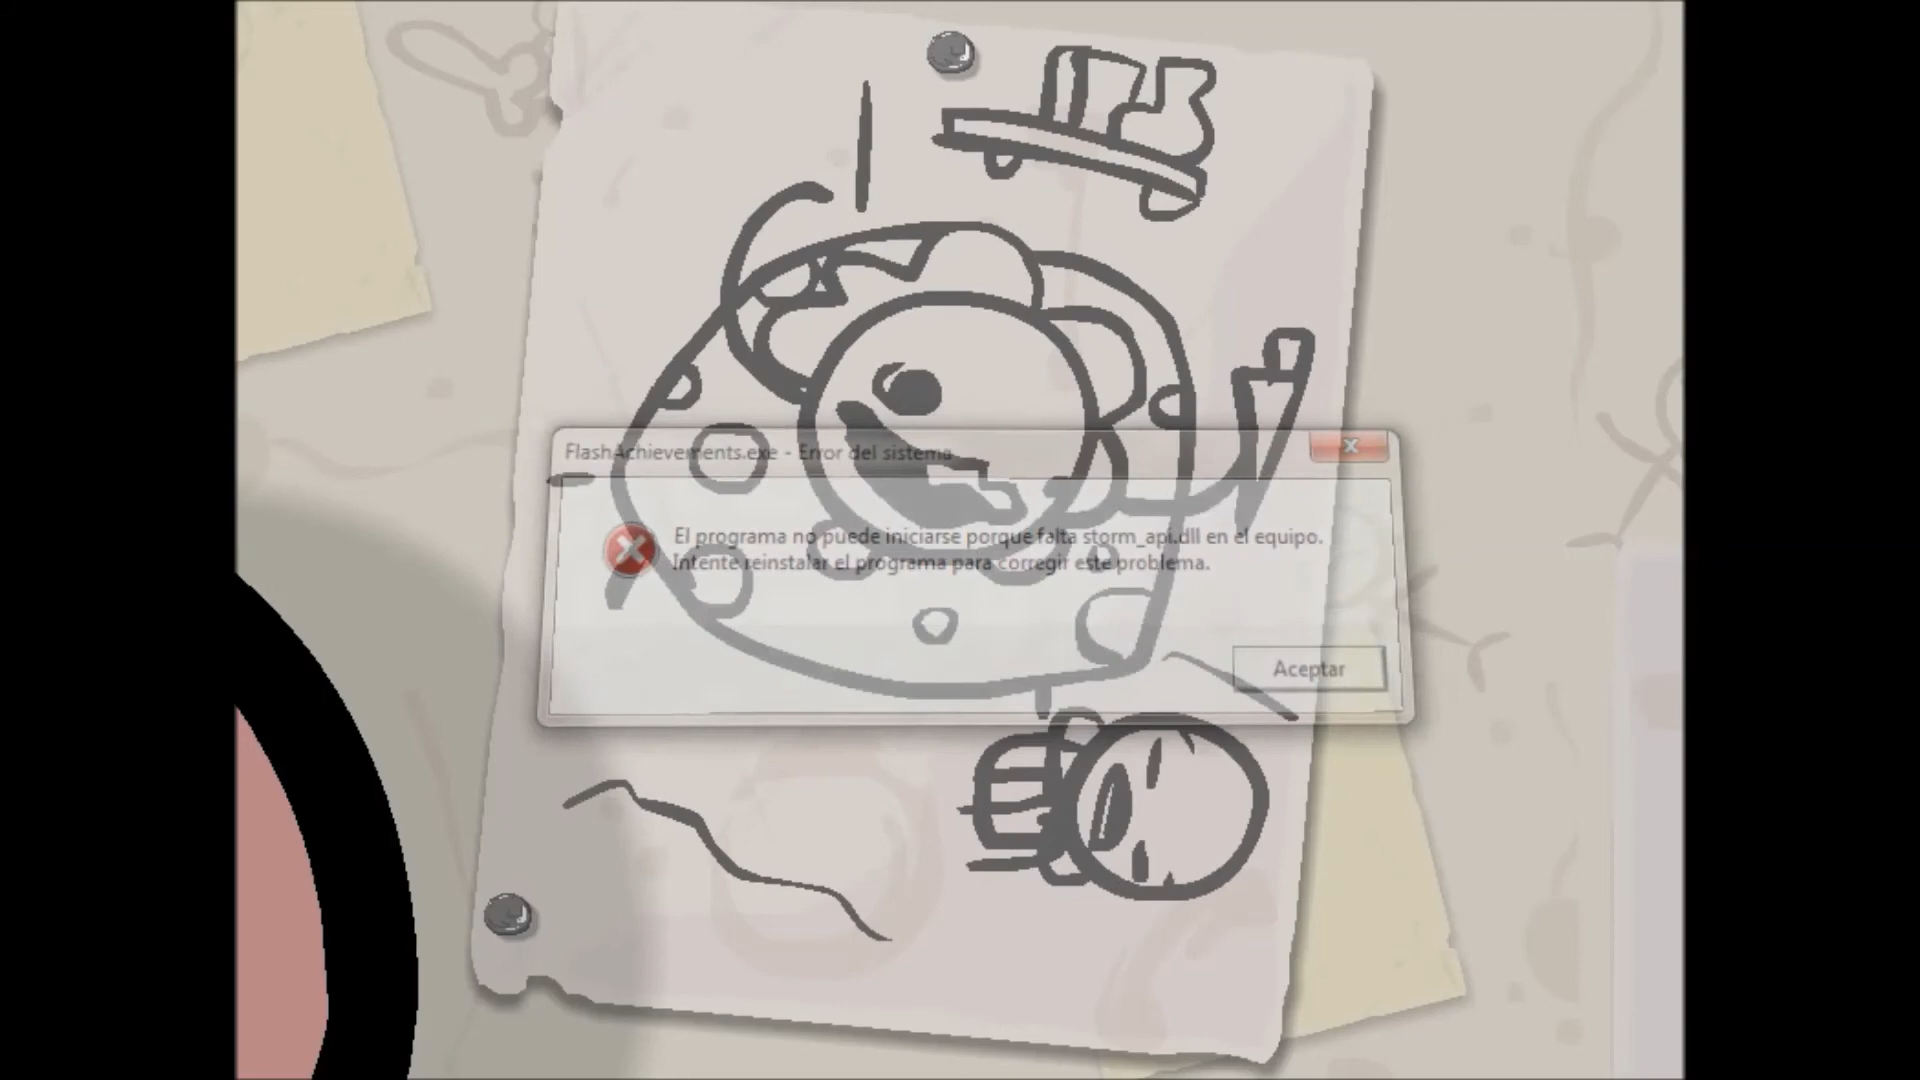 FlashAchievements.exe - Error del sistema
El programa no puede iniciarse porque falta storm_api.dll en el equipo.
Intente reinstalar el programa para corregir este problema.
Aceptar